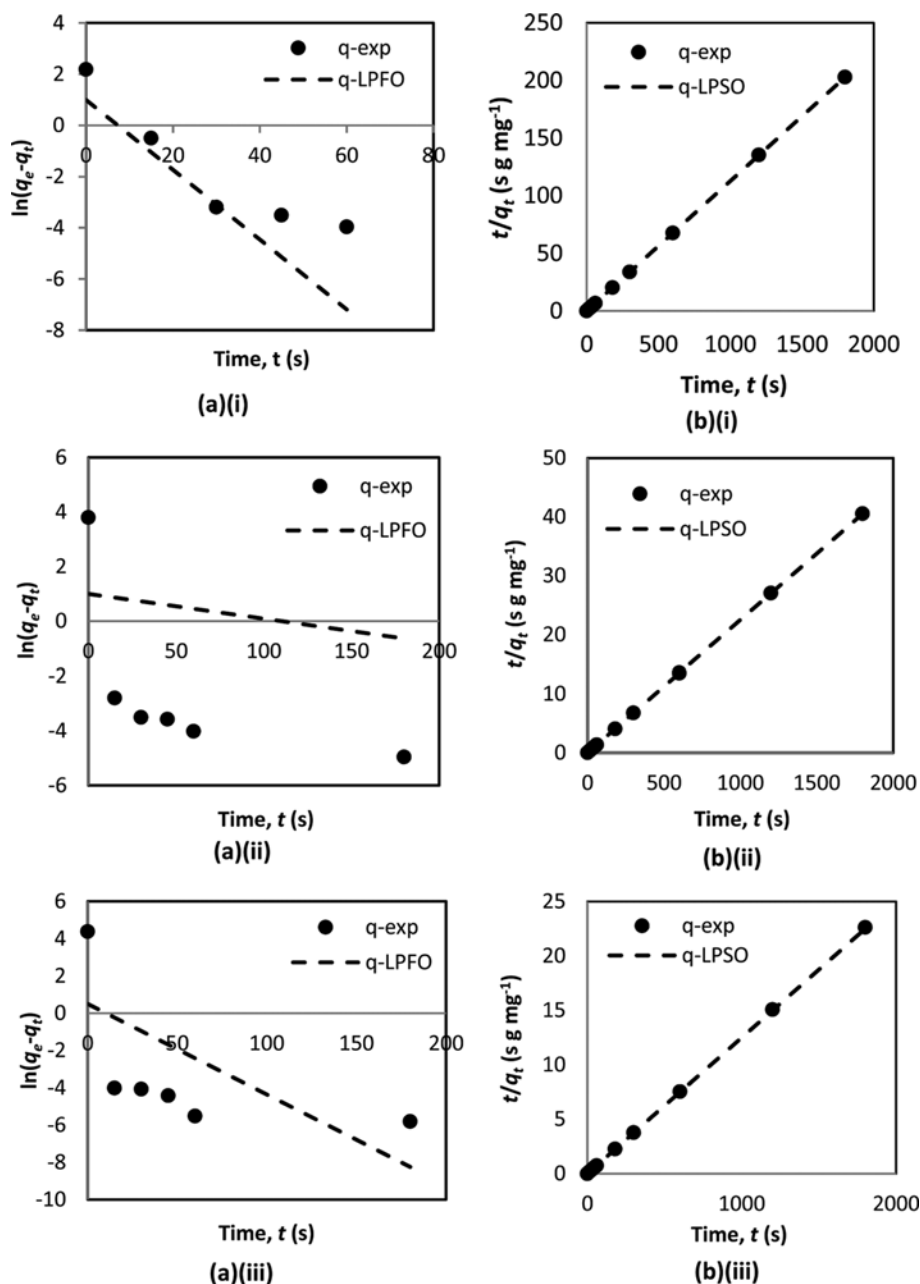 4
2
0
-2
-4
-6
-8
0
20
40
60
80
q-exp
q-LPFO
ln(qₑ-qₜ)
Time, t (s)
(a)(i)
250
200
150
100
50
0
0
500
1000
1500
2000
q-exp
q-LPSO
t/qₜ (s g mg⁻¹)
Time, t (s)
(b)(i)
6
4
2
0
-2
-4
-6
0
50
100
150
200
q-exp
q-LPFO
ln(qₑ-qₜ)
Time, t (s)
(a)(ii)
50
40
30
20
10
0
0
500
1000
1500
2000
q-exp
q-LPSO
t/qₜ (s g mg⁻¹)
Time, t (s)
(b)(ii)
6
4
2
0
-2
-4
-6
-8
-10
0
50
100
150
200
q-exp
q-LPFO
ln(qₑ-qₜ)
Time, t (s)
(a)(iii)
25
20
15
10
5
0
0
1000
2000
q-exp
q-LPSO
t/qₜ (s g mg⁻¹)
Time, t (s)
(b)(iii)